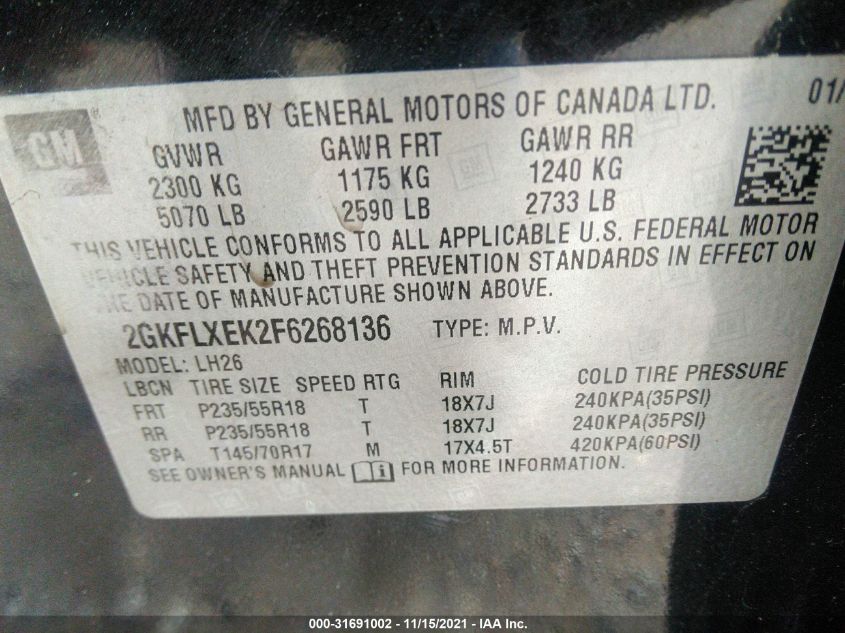 MFD BY GENERAL MOTORS OF CANADA LTD. 01/
GM
GVWR GAWR FRT GAWR RR
2300 KG 1175 KG 1240 KG
5070 LB 2590 LB 2733 LB
THIS VEHICLE CONFORMS TO ALL APPLICABLE U.S. FEDERAL MOTOR
VEHICLE SAFETY AND THEFT PREVENTION STANDARDS IN EFFECT ON
THE DATE OF MANUFACTURE SHOWN ABOVE.
2GKFLXEK2F6268136 TYPE: M.P.V.
MODEL: LH26
LBCN TIRE SIZE SPEED RTG RIM COLD TIRE PRESSURE
FRT P235/55R18 T 18X7J 240KPA(35PSI)
RR P235/55R18 T 18X7J 240KPA(35PSI)
SPA T145/70R17 M 17X4.5T 420KPA(60PSI)
SEE OWNER'S MANUAL i FOR MORE INFORMATION.
000-31691002 - 11/15/2021 - IAA Inc.